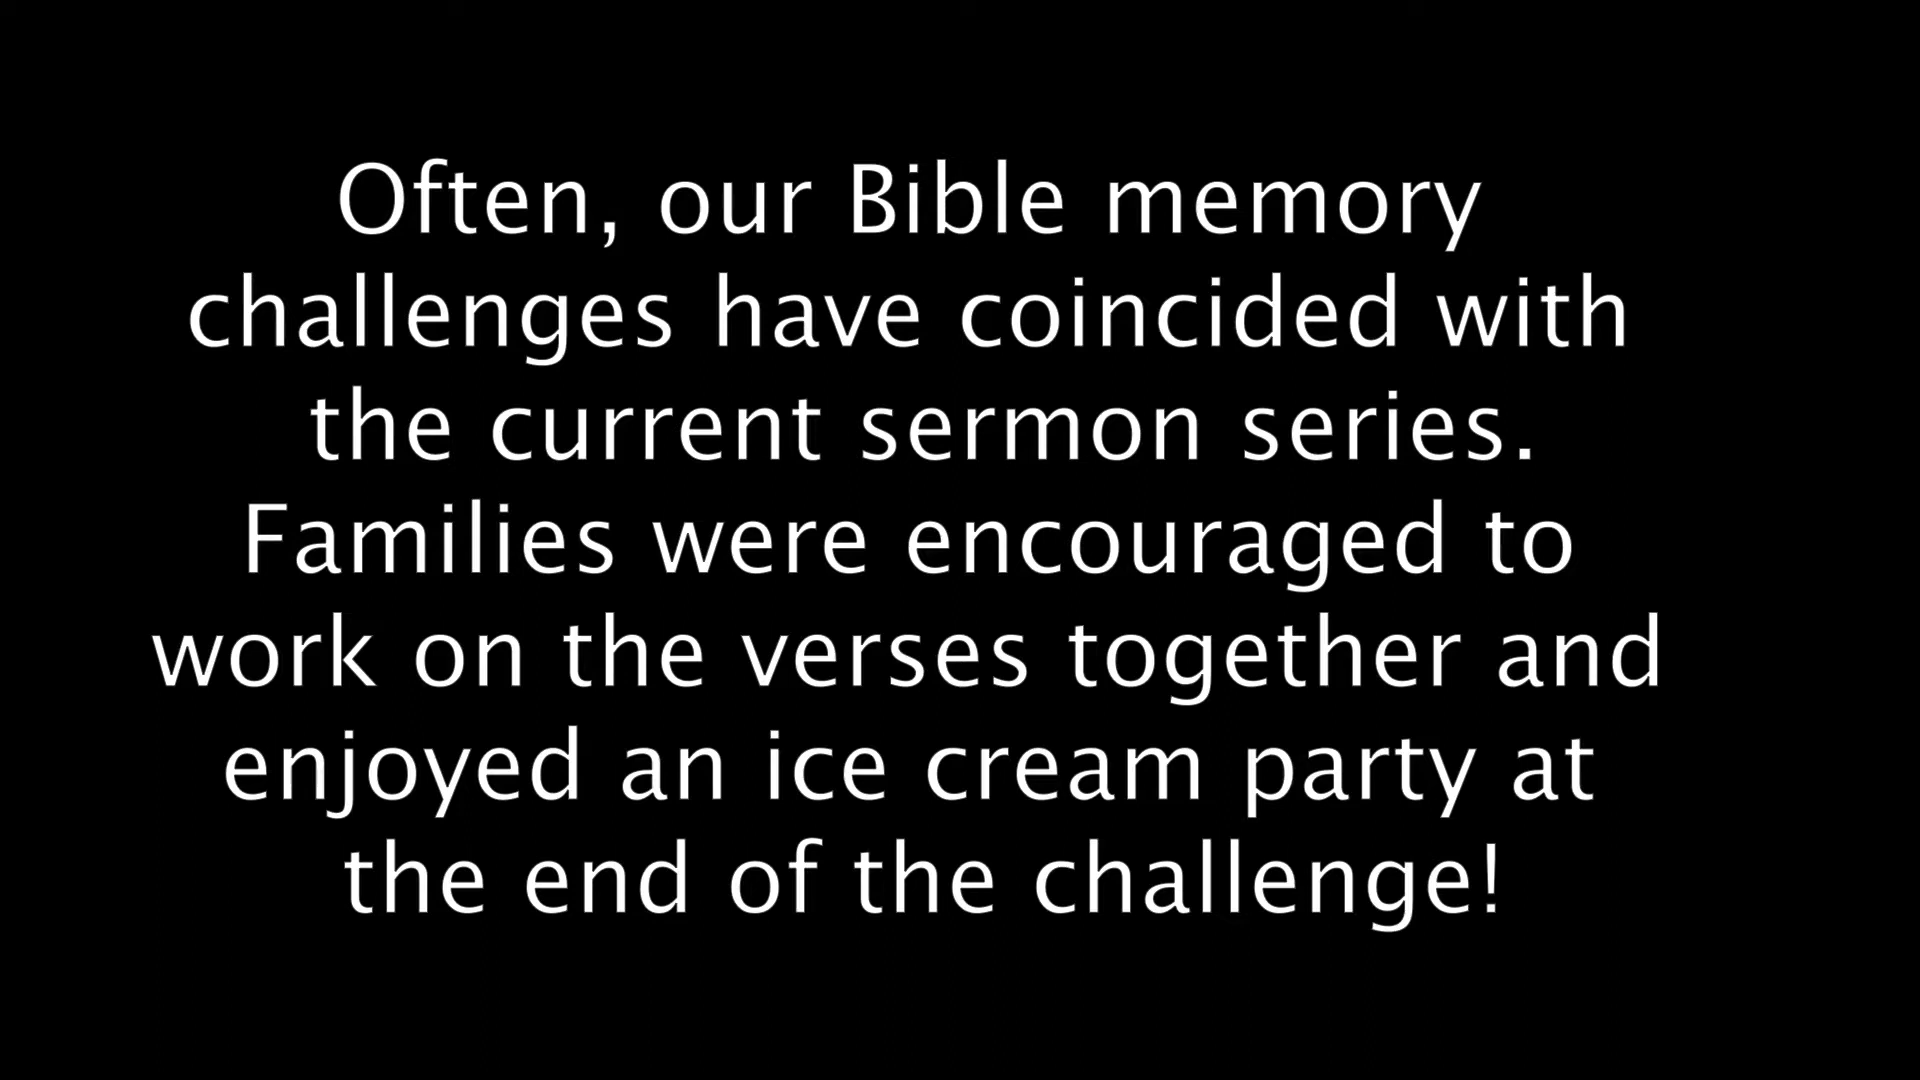 Often, our Bible memory
challenges have coincided with
the current sermon series.
Families were encouraged to
work on the verses together and
enjoyed an ice cream party at
the end of the challenge!